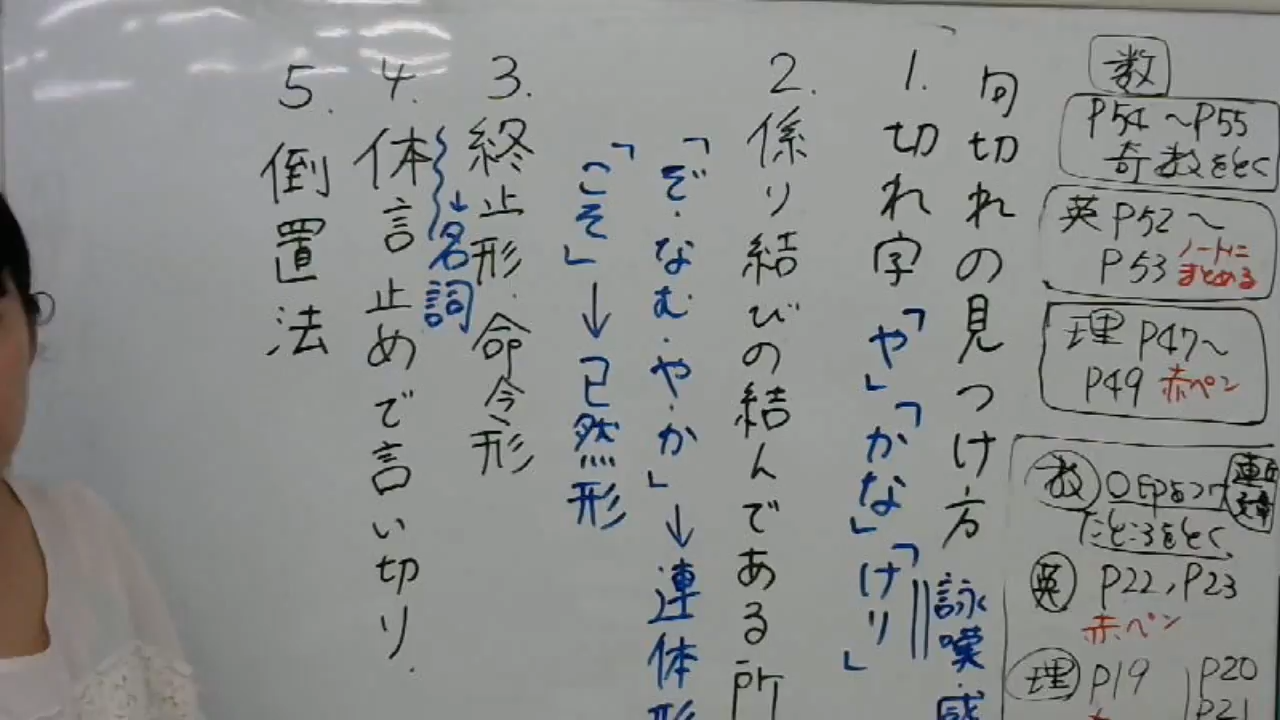 句切れの見つけ方
1. 切れ字「や」「かな」「けり」
詠嘆・感
2. 係り結びの結んである所
「ぞ・なむ・や・か」→連体形
「こそ」→已然形
3. 終止形・命令形
4. 体言止めで言い切り.
→名詞
5. 倒置法
数
P54 ~P55
奇数をとく
英 P52~
P53 ノートに
まとめる
理 P47~
P49 赤ペン
数 〇印をつけ
たところをとく
連立
文章
英 P22, P23
赤ペン
理 P19
P20
P21